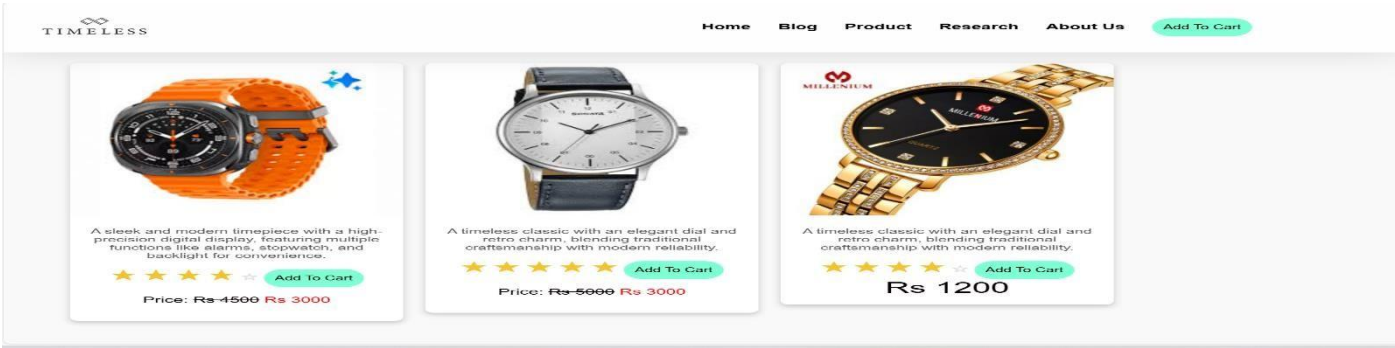 TIMELESS
Home Blog Product Research About Us Add To Cart
MILLENIUM
MILLENIUM
QUARTZ
A sleek and modern timepiece with a high-
precision digital display, featuring multiple
functions like alarms, stopwatch, and
backlight for convenience.
Add To Cart
Price: Rs 4500 Rs 3000
A timeless classic with an elegant dial and
retro charm, blending traditional
craftsmanship with modern reliability.
Add To Cart
Price: Rs 5000 Rs 3000
A timeless classic with an elegant dial and
retro charm, blending traditional
craftsmanship with modern reliability.
Add To Cart
Rs 1200